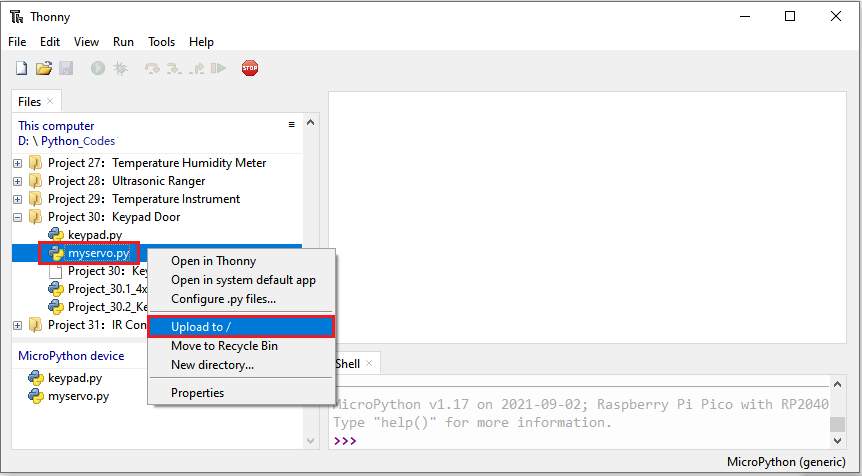 Thonny
File Edit View Run Tools Help
STOP
Files
This computer
D: \ Python_Codes
Project 27：Temperature Humidity Meter
Project 28：Ultrasonic Ranger
Project 29：Temperature Instrument
Project 30：Keypad Door
keypad.py
myservo.py
Project 30：Key
Project_30.1_4x
Project_30.2_Ke
Project 31：IR Con
Open in Thonny
Open in system default app
Configure .py files...
Upload to /
Move to Recycle Bin
New directory...
Properties
MicroPython device
keypad.py
myservo.py
Shell
MicroPython v1.17 on 2021-09-02; Raspberry Pi Pico with RP2040
Type "help()" for more information.
>>>
MicroPython (generic)